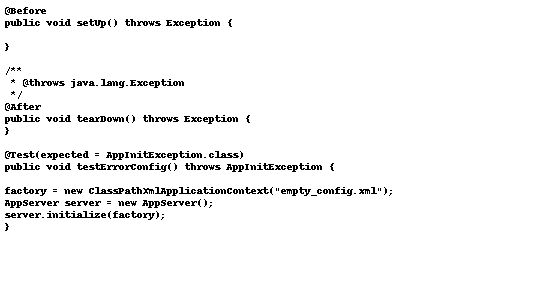 @Before
public void setUp() throws Exception {
}
/**
* @throws java.lang.Exception
*/
@After
public void tearDown() throws Exception {
}
@Test(expected = AppInitException.class)
public void testErrorConfig() throws AppInitException {
factory = new ClassPathXmlApplicationContext("empty_config.xml");
AppServer server = new AppServer();
server.initialize(factory);
}